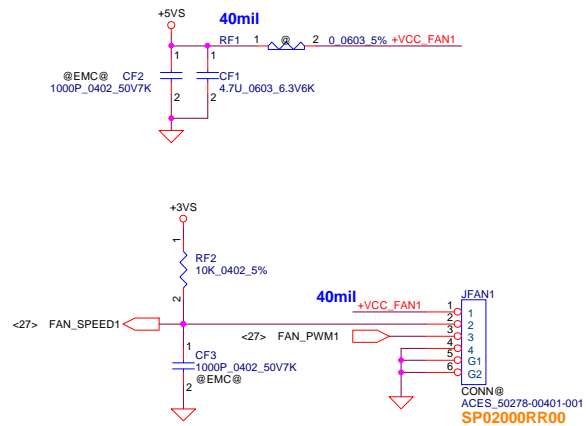 +5VS
40mil
RF1 1 @ 2 0_0603_5% +VCC_FAN1
1 1
@EMC@ CF2 CF1
1000P_0402_50V7K 4.7U_0603_6.3V6K
2 2
+3VS
1
RF2
10K_0402_5%
2
40mil
+VCC_FAN1
JFAN1
1 1
<27> FAN_SPEED1
2 2
<27> FAN_PWM1
3 3
4 4
5 G1
6 G2
1
CF3
1000P_0402_50V7K
@EMC@
2
CONN@
ACES_50278-00401-001
SP02000RR00